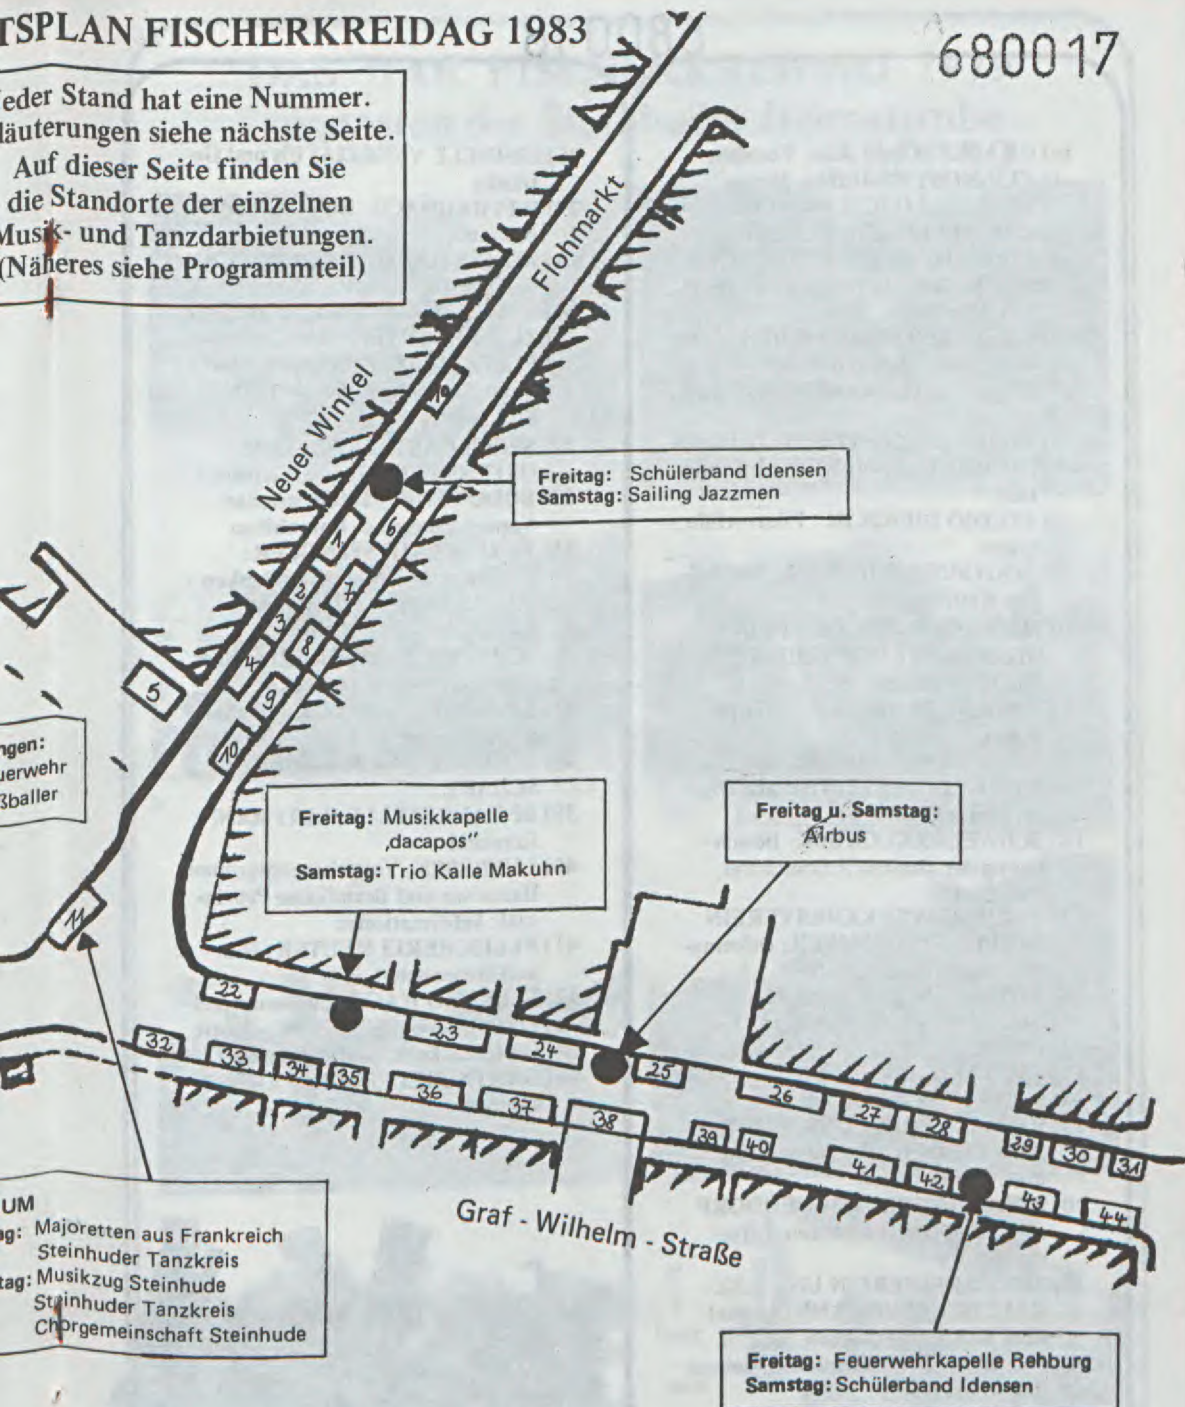 TSPLAN FISCHERKREIDAG 1983
680017
eder Stand hat eine Nummer.
läuterungen siehe nächste Seite.
Auf dieser Seite finden Sie
die Standorte der einzelnen
Musik- und Tanzdarbietungen.
(Näheres siehe Programmteil)
Flohmarkt
Neuer Winkel
Freitag: Schülerband Idensen
Samstag: Sailing Jazzmen
1
6
2
7
3
8
4
5
9
10
ngen:
uerwehr
ßballer
Freitag: Musikkapelle
„dacapos"
Samstag: Trio Kalle Makuhn
Freitag u. Samstag:
Airbus
11
22
23
24
25
26
27
28
29
30
31
32
33
34
35
36
37
38
39
40
41
42
43
44
Graf - Wilhelm - Straße
UM
ag: Majoretten aus Frankreich
Steinhuder Tanzkreis
tag: Musikzug Steinhude
Steinhuder Tanzkreis
Chorgemeinschaft Steinhude
Freitag: Feuerwehrkapelle Rehburg
Samstag: Schülerband Idensen